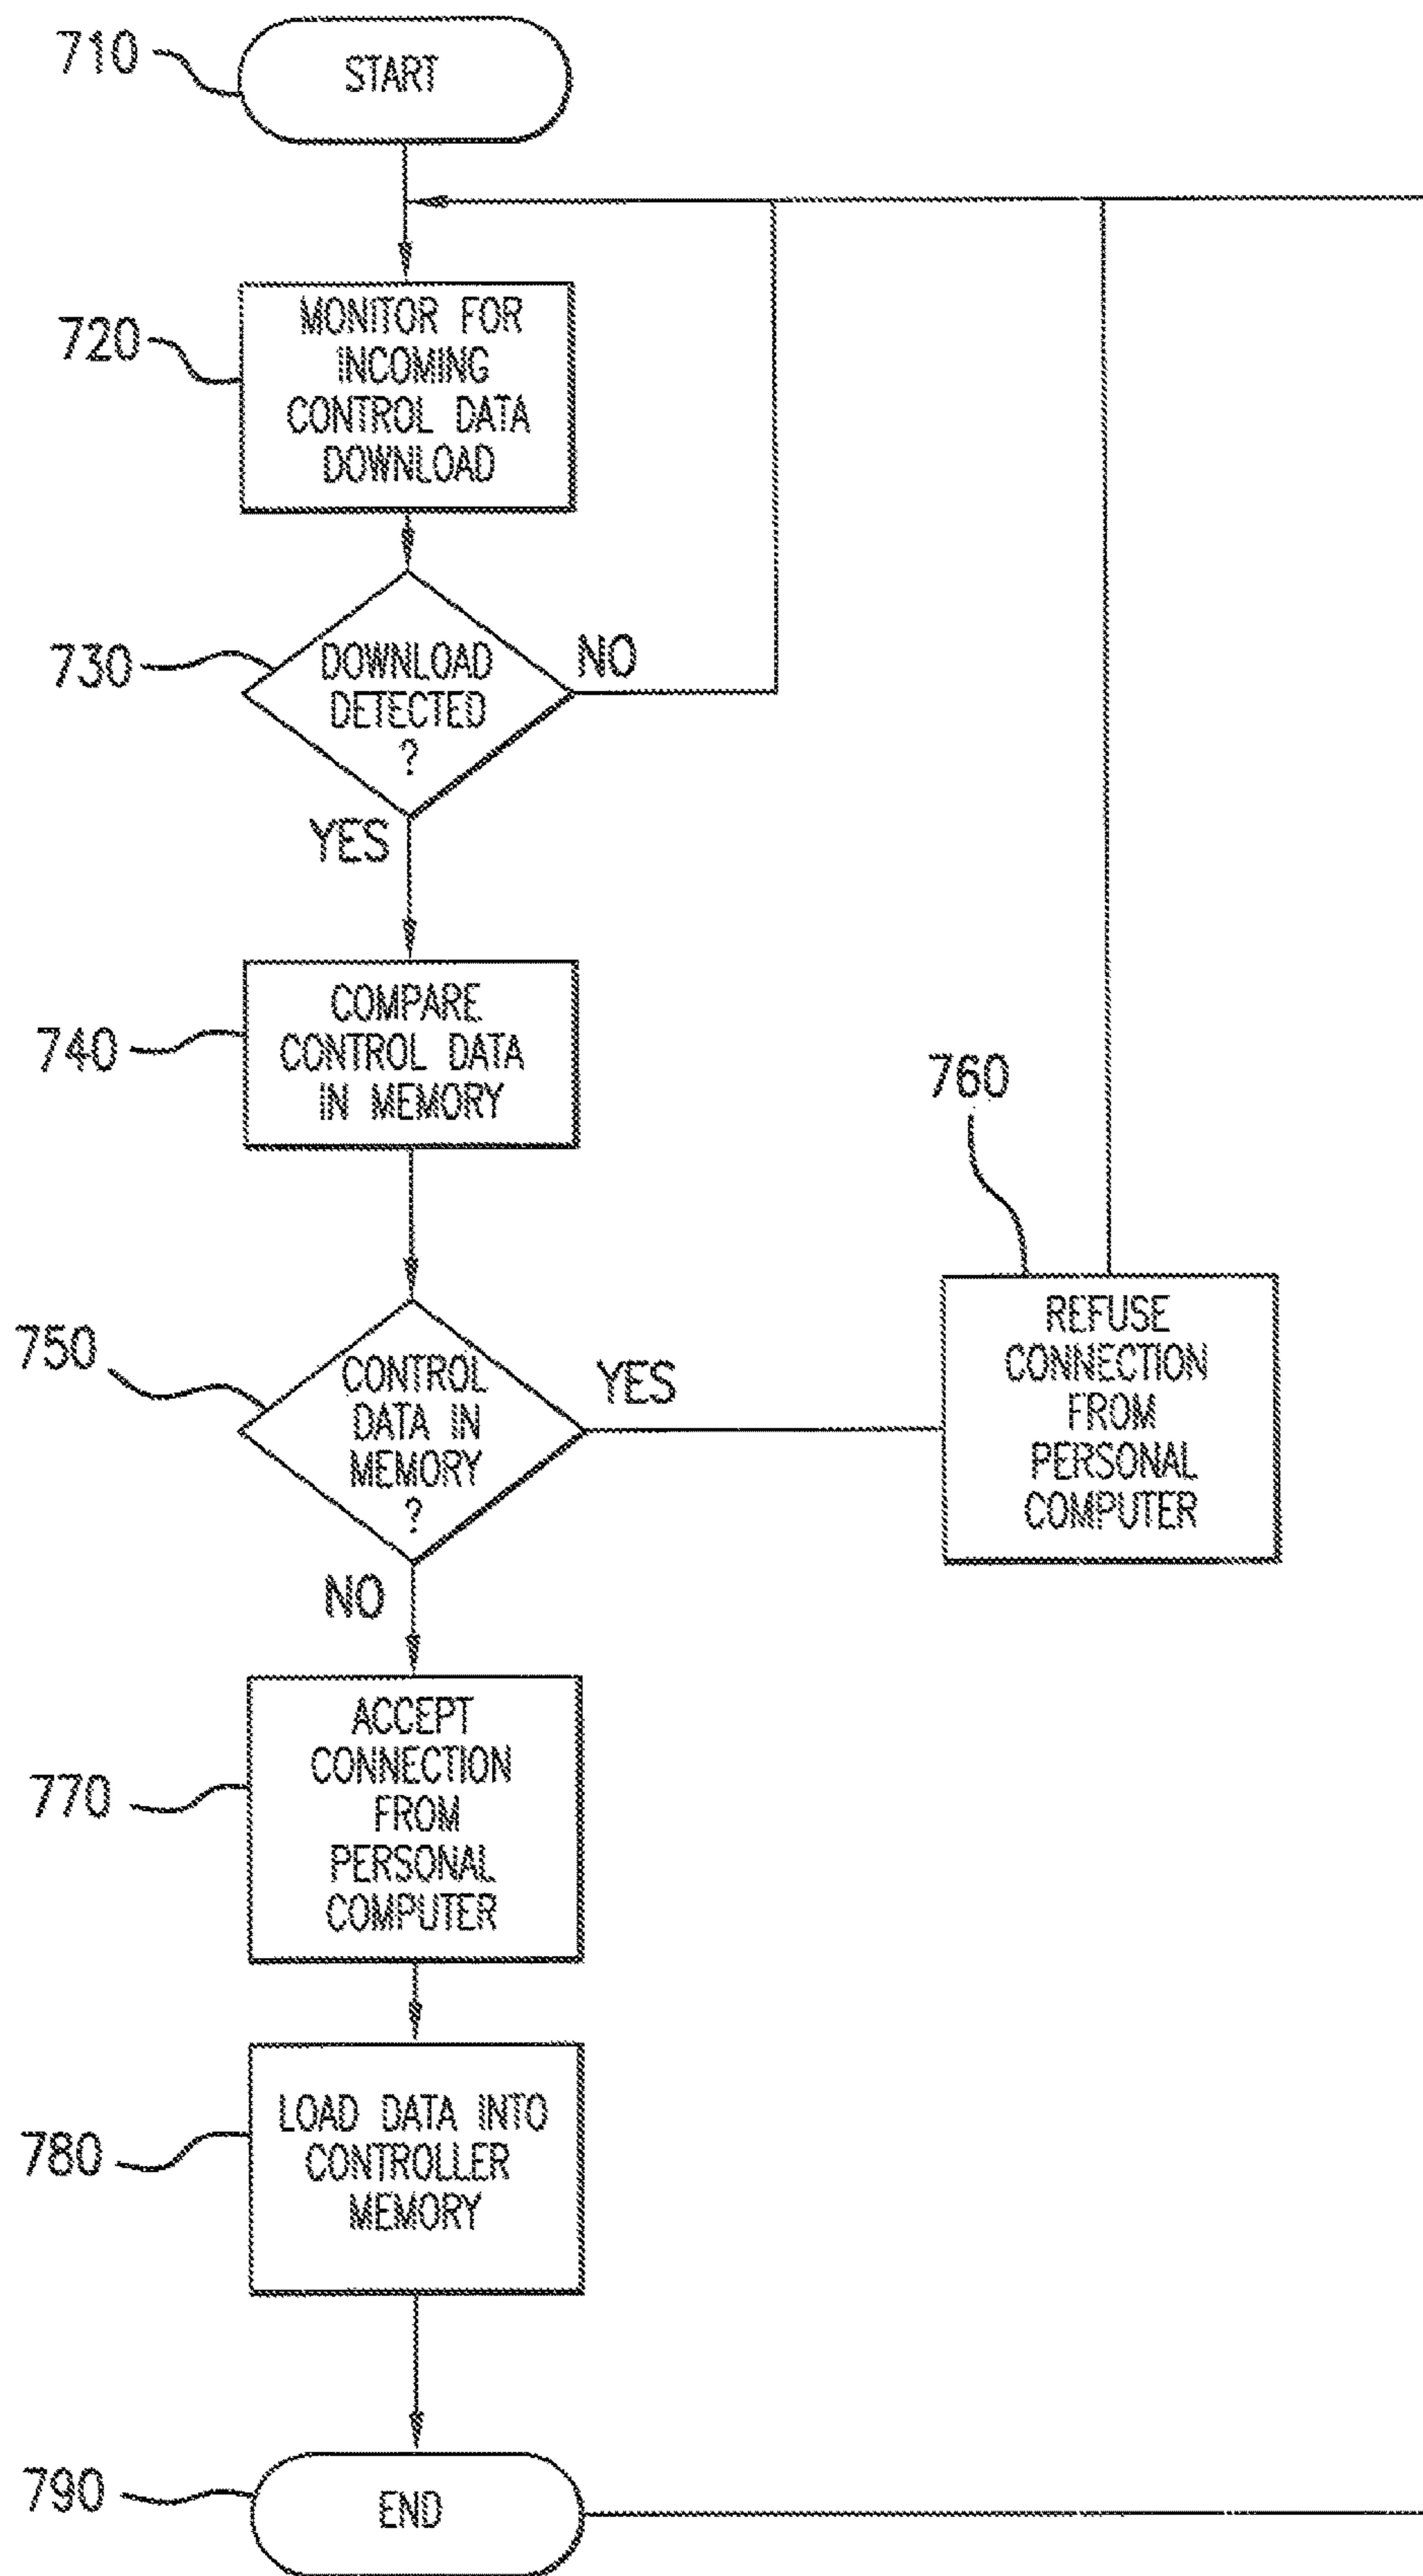 710
START
720
MONITOR FOR
INCOMING
CONTROL DATA
DOWNLOAD
730
DOWNLOAD
DETECTED
?
NO
YES
740
COMPARE
CONTROL DATA
IN MEMORY
750
CONTROL
DATA IN
MEMORY
?
YES
NO
760
REFUSE
CONNECTION
FROM
PERSONAL
COMPUTER
770
ACCEPT
CONNECTION
FROM
PERSONAL
COMPUTER
780
LOAD DATA INTO
CONTROLLER
MEMORY
790
END